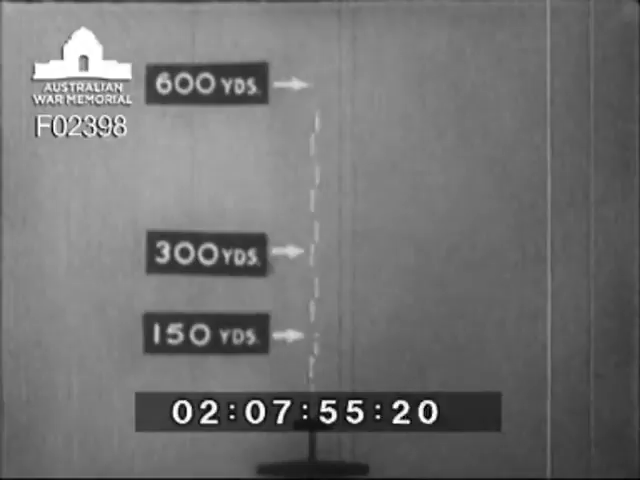 AUSTRALIAN
WAR MEMORIAL
F02398
600 YDS.
300 YDS.
150 YDS.
02:07:55:20